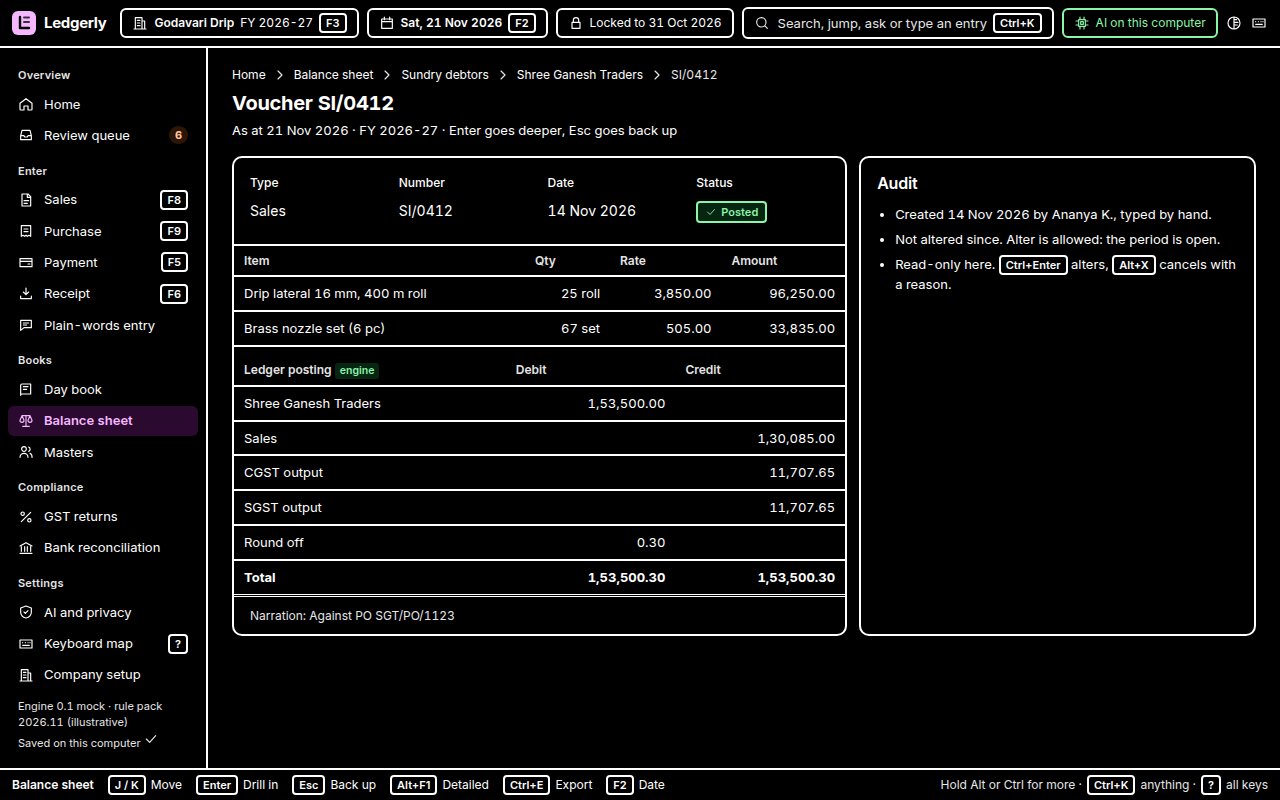 Ledgerly
Godavari Drip FY 2026-27 F3
Sat, 21 Nov 2026 F2
Locked to 31 Oct 2026
Search, jump, ask or type an entry Ctrl+K
AI on this computer
Overview
Home
Review queue 6
Enter
Sales F8
Purchase F9
Payment F5
Receipt F6
Plain-words entry
Books
Day book
Balance sheet
Masters
Compliance
GST returns
Bank reconciliation
Settings
AI and privacy
Keyboard map ?
Company setup
Engine 0.1 mock · rule pack
2026.11 (illustrative)
Saved on this computer
Home > Balance sheet > Sundry debtors > Shree Ganesh Traders > SI/0412
Voucher SI/0412
As at 21 Nov 2026 · FY 2026-27 · Enter goes deeper, Esc goes back up
Type Number Date Status
Sales SI/0412 14 Nov 2026 Posted
Item Qty Rate Amount
Drip lateral 16 mm, 400 m roll 25 roll 3,850.00 96,250.00
Brass nozzle set (6 pc) 67 set 505.00 33,835.00
Ledger posting engine Debit Credit
Shree Ganesh Traders 1,53,500.00
Sales 1,30,085.00
CGST output 11,707.65
SGST output 11,707.65
Round off 0.30
Total 1,53,500.30 1,53,500.30
Narration: Against PO SGT/PO/1123
Audit
• Created 14 Nov 2026 by Ananya K., typed by hand.
• Not altered since. Alter is allowed: the period is open.
• Read-only here. Ctrl+Enter alters, Alt+X cancels with
a reason.
Balance sheet J / K Move Enter Drill in Esc Back up Alt+F1 Detailed Ctrl+E Export F2 Date
Hold Alt or Ctrl for more · Ctrl+K anything · ? all keys